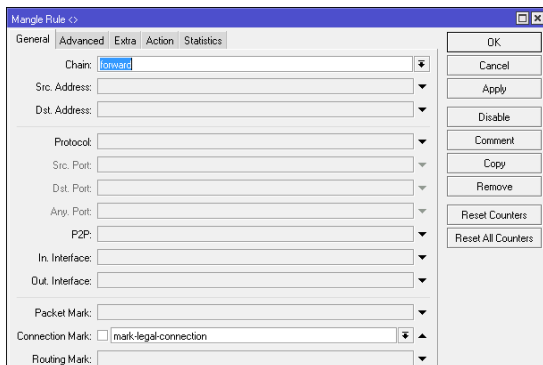 Mangle Rule <>
General Advanced Extra Action Statistics
Chain: forward
Src. Address:
Dst. Address:
Protocol:
Src. Port:
Dst. Port:
Any. Port:
P2P:
In. Interface:
Out. Interface:
Packet Mark:
Connection Mark: mark-legal-connection
Routing Mark:
OK
Cancel
Apply
Disable
Comment
Copy
Remove
Reset Counters
Reset All Counters